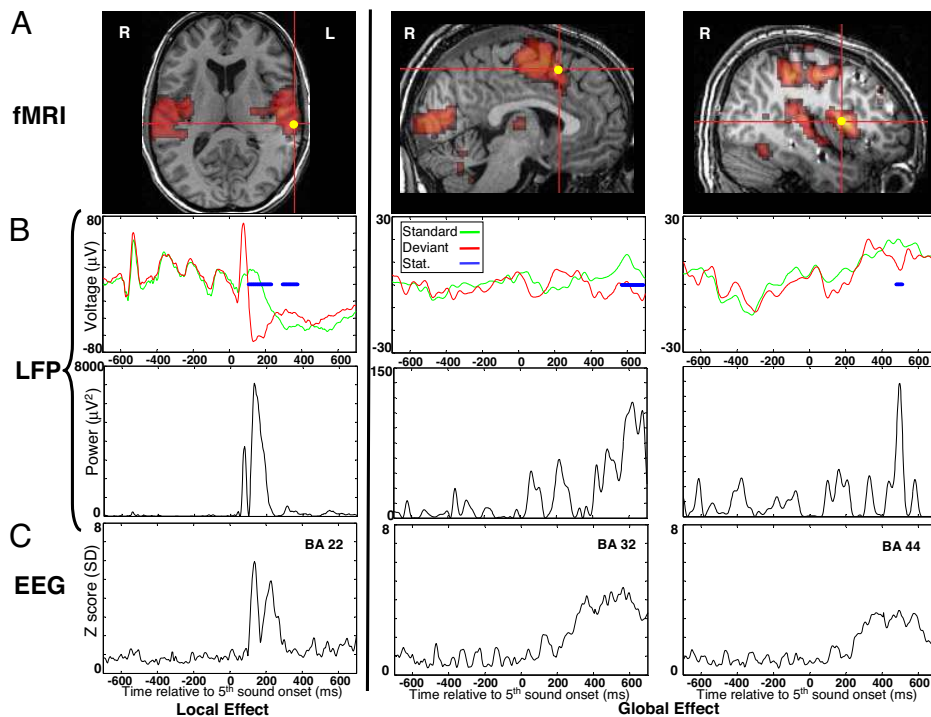 A
R
L
R
R
fMRI
B
LFP
80
Voltage (µV)
-80
-600 -400 -200 0 200 400 600
30
Standard
Deviant
Stat.
-30
-600 -400 -200 0 200 400 600
30
-30
-600 -400 -200 0 200 400 600
8000
Power (µV²)
0
150
0
C
EEG
8
Z score (SD)
0
BA 22
-600 -400 -200 0 200 400 600
Time relative to 5th sound onset (ms)
Local Effect
8
0
BA 32
-600 -400 -200 0 200 400 600
Time relative to 5th sound onset (ms)
8
0
BA 44
-600 -400 -200 0 200 400 600
Time relative to 5th sound onset (ms)
Global Effect